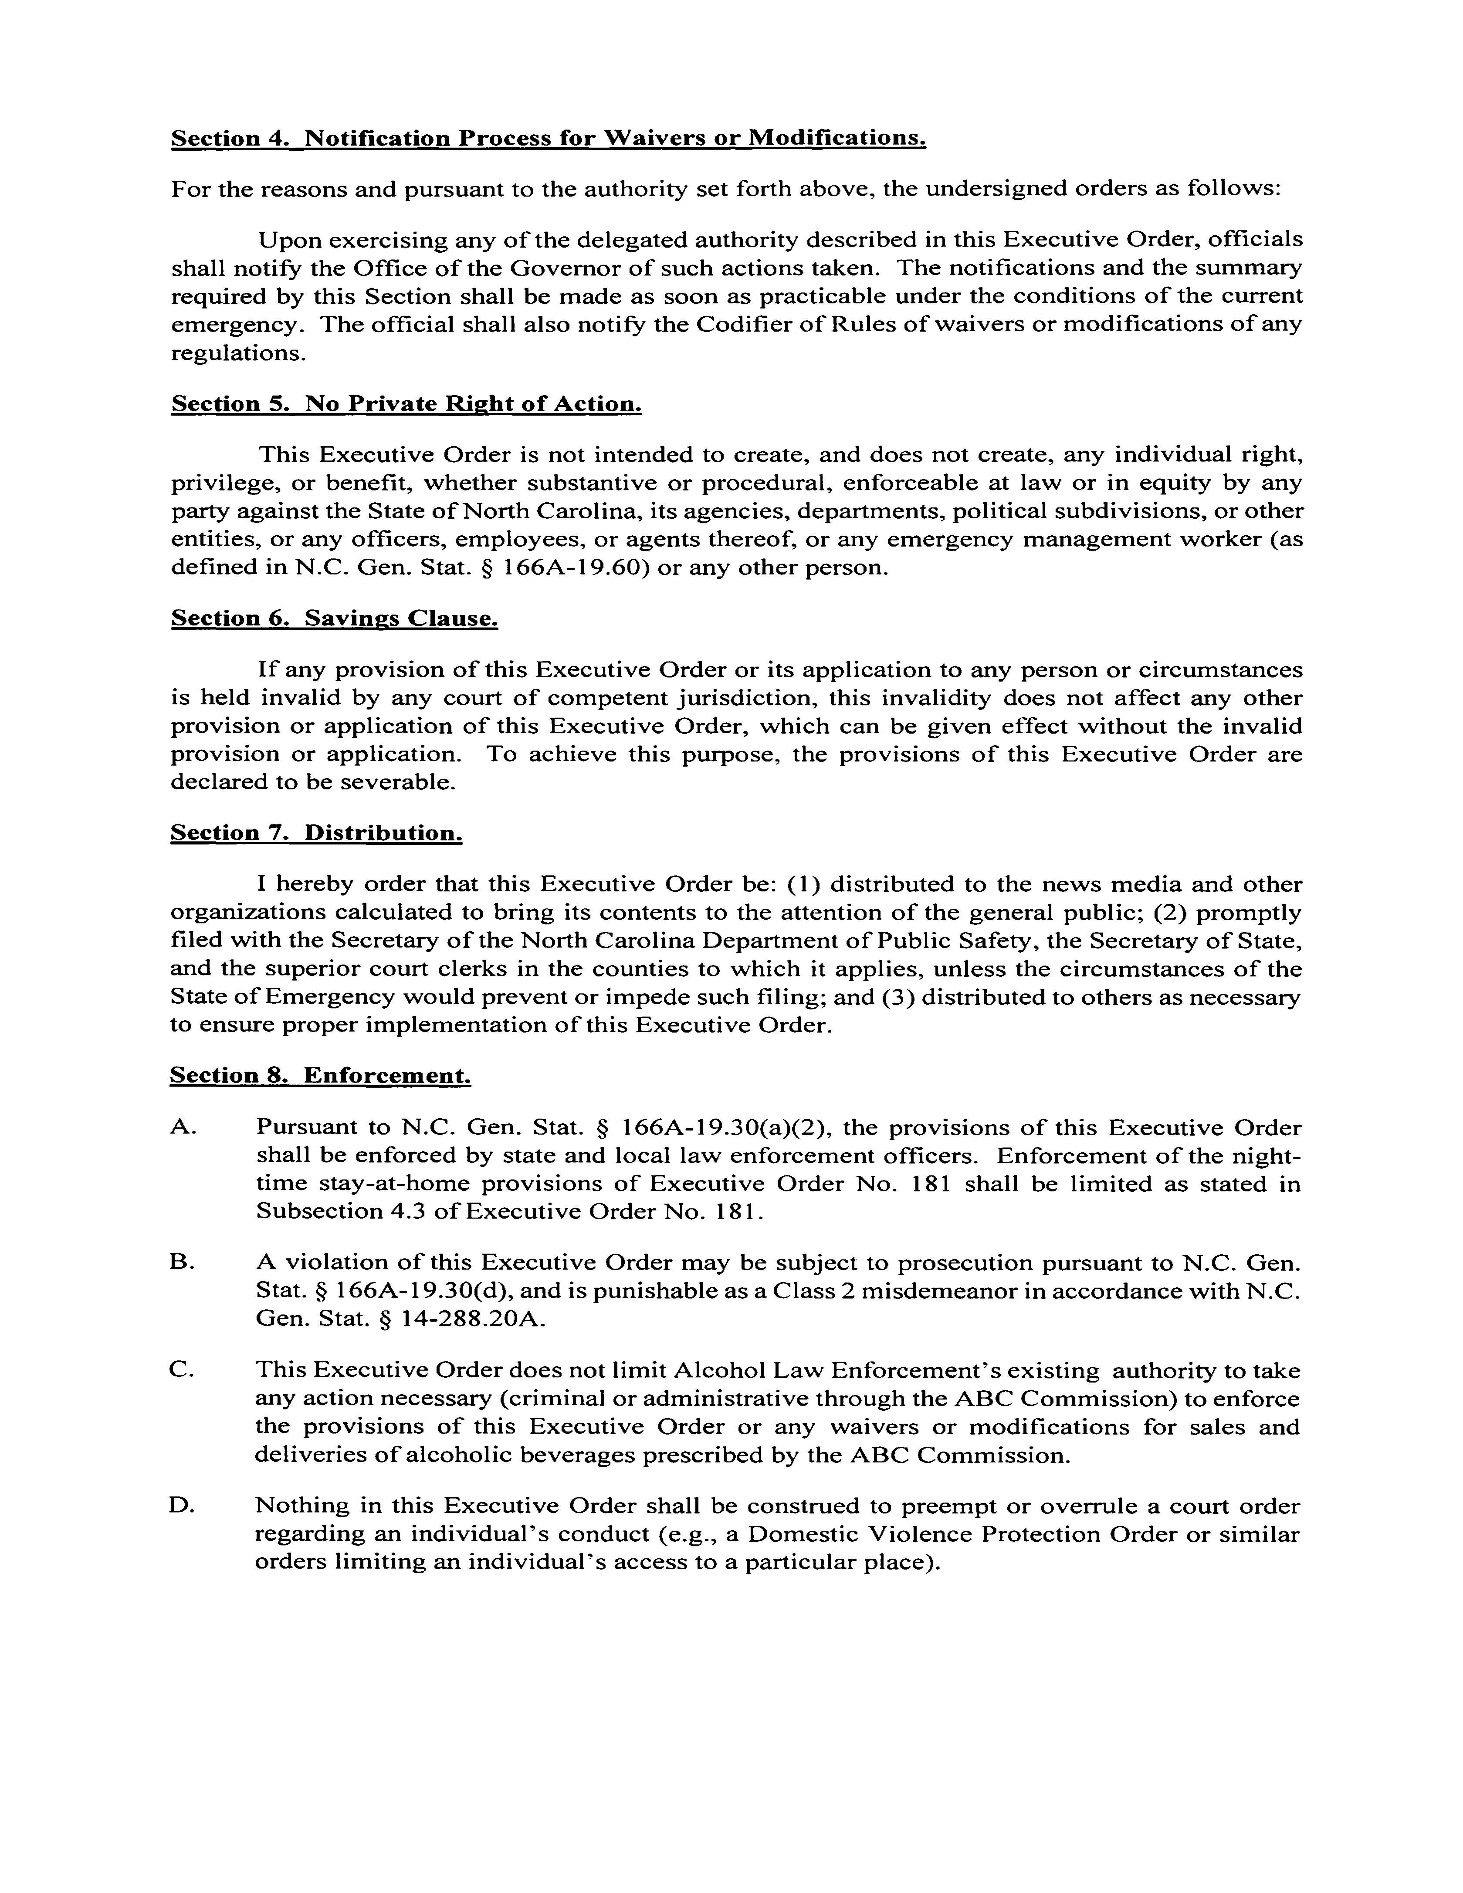 Section 4. Notification Process for Waivers or Modifications.
For the reasons and pursuant to the authority set forth above, the undersigned orders as follows:
Upon exercising any of the delegated authority described in this Executive Order, officials
shall notify the Office of the Governor of such actions taken. The notifications and the summary
required by this Section shall be made as soon as practicable under the conditions of the current
emergency. The official shall also notify the Codifier of Rules of waivers or modifications of any
regulations.
Section 5. No Private Right of Action.
This Executive Order is not intended to create, and does not create, any individual right,
privilege, or benefit, whether substantive or procedural, enforceable at law or in equity by any
party against the State of North Carolina, its agencies, departments, political subdivisions, or other
entities, or any officers, employees, or agents thereof, or any emergency management worker (as
defined in N.C. Gen. Stat. § 166A-19.60) or any other person.
Section 6. Savings Clause.
If any provision of this Executive Order or its application to any person or circumstances
is held invalid by any court of competent jurisdiction, this invalidity does not affect any other
provision or application of this Executive Order, which can be given effect without the invalid
provision or application. To achieve this purpose, the provisions of this Executive Order are
declared to be severable.
Section 7. Distribution.
I hereby order that this Executive Order be: (1) distributed to the news media and other
organizations calculated to bring its contents to the attention of the general public; (2) promptly
filed with the Secretary of the North Carolina Department of Public Safety, the Secretary of State,
and the superior court clerks in the counties to which it applies, unless the circumstances of the
State of Emergency would prevent or impede such filing; and (3) distributed to others as necessary
to ensure proper implementation of this Executive Order.
Section 8. Enforcement.
A. Pursuant to N.C. Gen. Stat. § 166A-19.30(a)(2), the provisions of this Executive Order
shall be enforced by state and local law enforcement officers. Enforcement of the night-
time stay-at-home provisions of Executive Order No. 181 shall be limited as stated in
Subsection 4.3 of Executive Order No. 181.
B. A violation of this Executive Order may be subject to prosecution pursuant to N.C. Gen.
Stat. § 166A-19.30(d), and is punishable as a Class 2 misdemeanor in accordance with N.C.
Gen. Stat. § 14-288.20A.
C. This Executive Order does not limit Alcohol Law Enforcement's existing authority to take
any action necessary (criminal or administrative through the ABC Commission) to enforce
the provisions of this Executive Order or any waivers or modifications for sales and
deliveries of alcoholic beverages prescribed by the ABC Commission.
D. Nothing in this Executive Order shall be construed to preempt or overrule a court order
regarding an individual's conduct (e.g., a Domestic Violence Protection Order or similar
orders limiting an individual's access to a particular place).